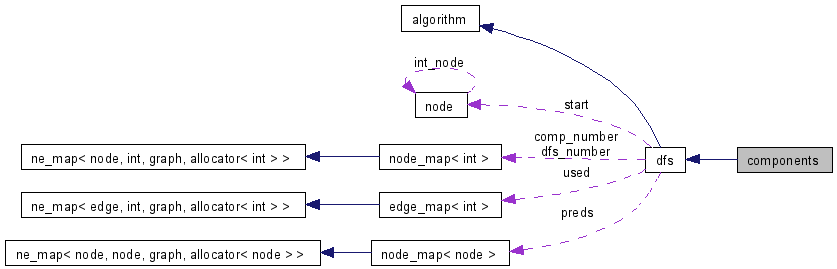 algorithm
int_node
node
start
comp_number
dfs_number
ne_map< node, int, graph, allocator< int > >
node_map< int >
dfs
components
used
ne_map< edge, int, graph, allocator< int > >
edge_map< int >
preds
ne_map< node, node, graph, allocator< node > >
node_map< node >